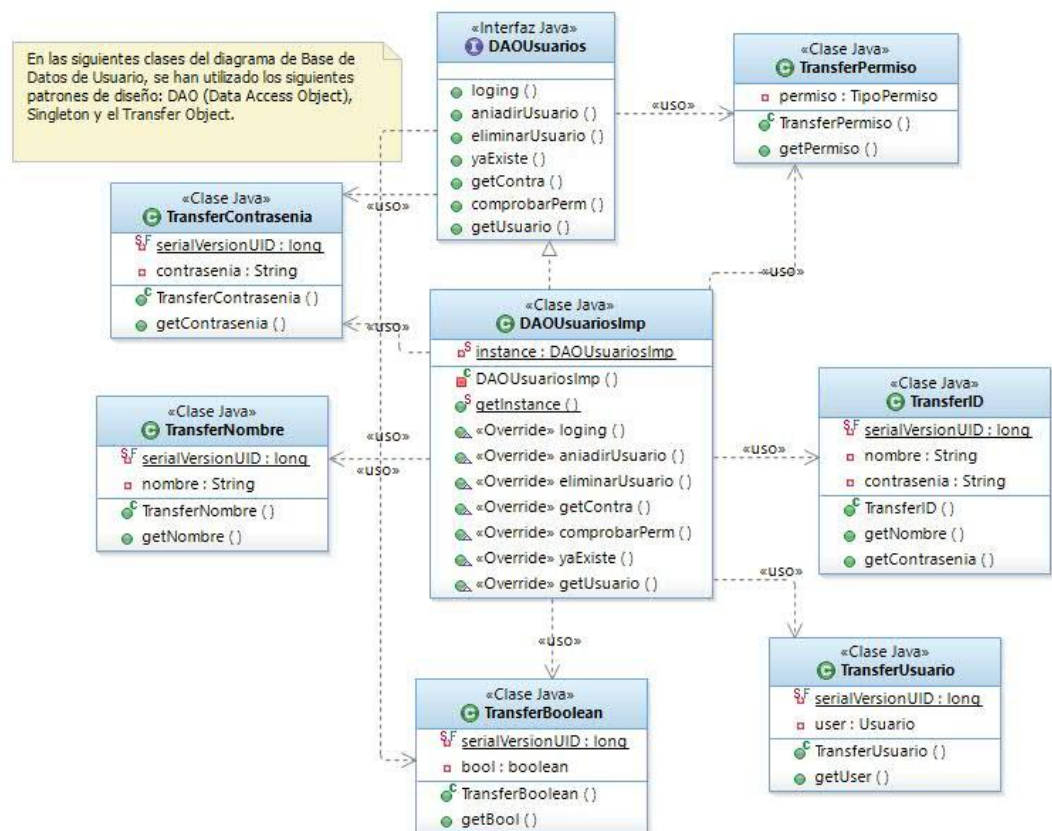 En las siguientes clases del diagrama de Base de
Datos de Usuario, se han utilizado los siguientes
patrones de diseño: DAO (Data Access Object),
Singleton y el Transfer Object.
«Interfaz Java»
DAOUsuarios
loging ()
aniadirUsuario ()
eliminarUsuario ()
yaExiste ()
getContra ()
comprobarPerm ()
getUsuario ()
«uso»
«Clase Java»
TransferPermiso
permiso : TipoPermiso
TransferPermiso ()
getPermiso ()
«uso»
«Clase Java»
TransferContrasenia
serialVersionUID : long
contrasenia : String
TransferContrasenia ()
getContrasenia ()
«uso»
«uso»
«Clase Java»
DAOUsuariosImp
instance : DAOUsuariosImp
DAOUsuariosImp ()
getInstance ()
«Override» loging ()
«Override» aniadirUsuario ()
«Override» eliminarUsuario ()
«Override» getContra ()
«Override» comprobarPerm ()
«Override» yaExiste ()
«Override» getUsuario ()
«Clase Java»
TransferNombre
serialVersionUID : long
nombre : String
TransferNombre ()
getNombre ()
«uso»
«uso»
«uso»
«Clase Java»
TransferID
serialVersionUID : long
nombre : String
contrasenia : String
TransferID ()
getNombre ()
getContrasenia ()
«uso»
«uso»
«Clase Java»
TransferUsuario
serialVersionUID : long
user : Usuario
TransferUsuario ()
getUser ()
«Clase Java»
TransferBoolean
serialVersionUID : long
bool : boolean
TransferBoolean ()
getBool ()